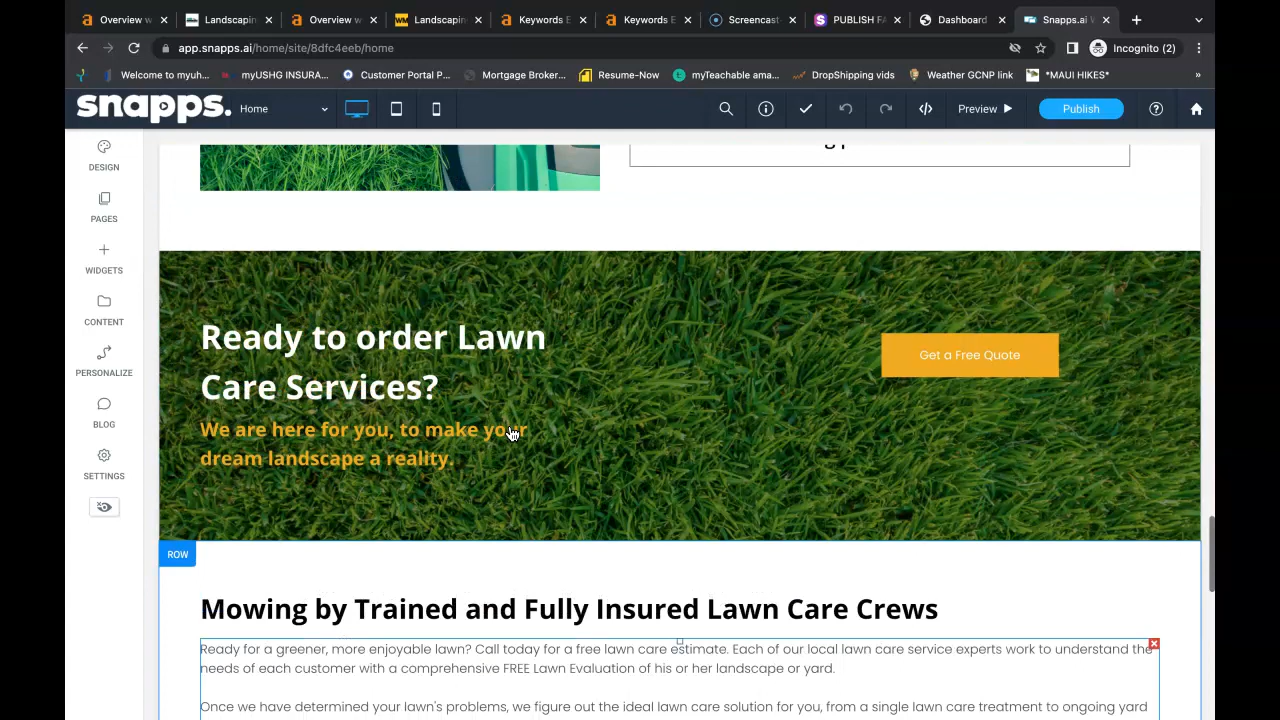 Overview w
Landscapin
Overview w
Landscapin
Keywords E
Keywords E
Screencast
PUBLISH FA
Dashboard
Snapps.ai W
app.snapps.ai/home/site/8dfc4eeb/home
Incognito (2)
Welcome to myuh...
myUSHG INSURA...
Customer Portal P...
Mortgage Broker...
Resume-Now
myTeachable ama...
DropShipping vids
Weather GCNP link
*MAUI HIKES*
»
snapps.
Home
Preview
Publish
DESIGN
PAGES
WIDGETS
CONTENT
PERSONALIZE
BLOG
SETTINGS
Ready to order Lawn
Care Services?
We are here for you, to make your
dream landscape a reality.
Get a Free Quote
ROW
Mowing by Trained and Fully Insured Lawn Care Crews
Ready for a greener, more enjoyable lawn? Call today for a free lawn care estimate. Each of our local lawn care service experts work to understand the
needs of each customer with a comprehensive FREE Lawn Evaluation of his or her landscape or yard.
Once we have determined your lawn's problems, we figure out the ideal lawn care solution for you, from a single lawn care treatment to ongoing yard